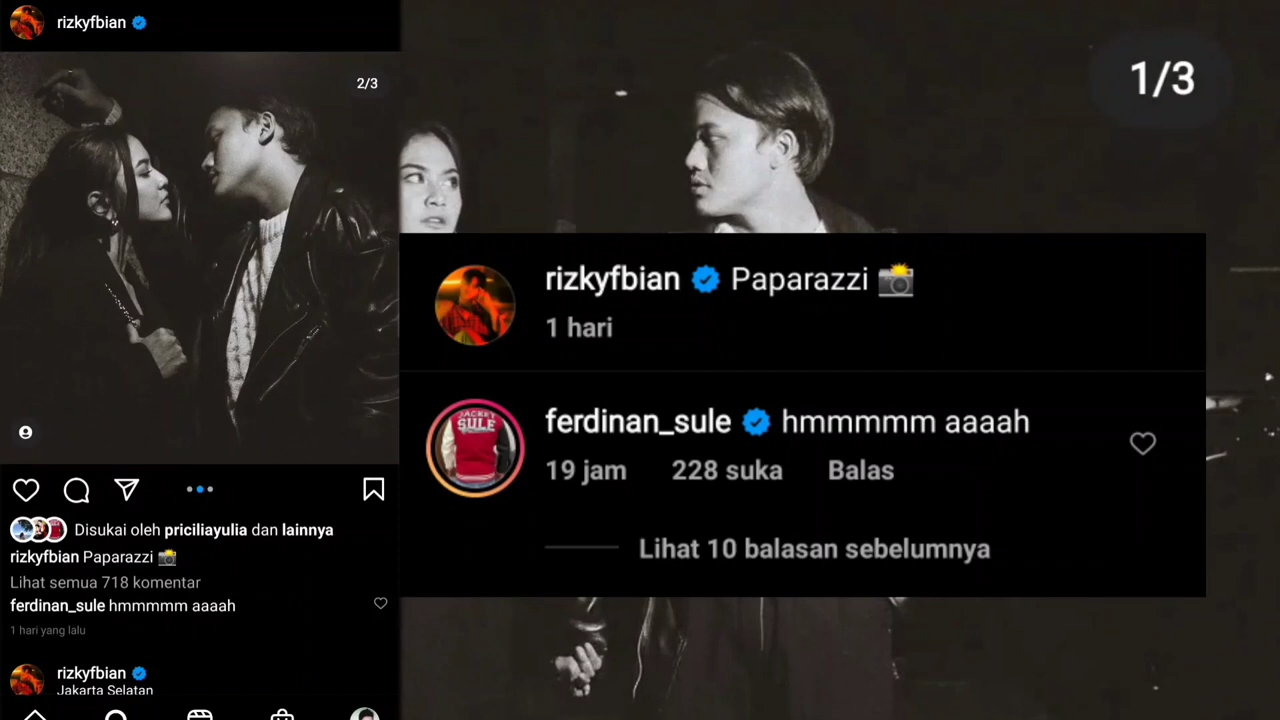 rizkyfbian
2/3
Disukai oleh priciliayulia dan lainnya
rizkyfbian Paparazzi 📸
Lihat semua 718 komentar
ferdinan_sule hmmmmm aaaah
1 hari yang lalu
rizkyfbian
Jakarta Selatan
1/3
rizkyfbian Paparazzi 📸
1 hari
JACKET
SULE
ferdinan_sule hmmmmm aaaah
19 jam 228 suka Balas
Lihat 10 balasan sebelumnya